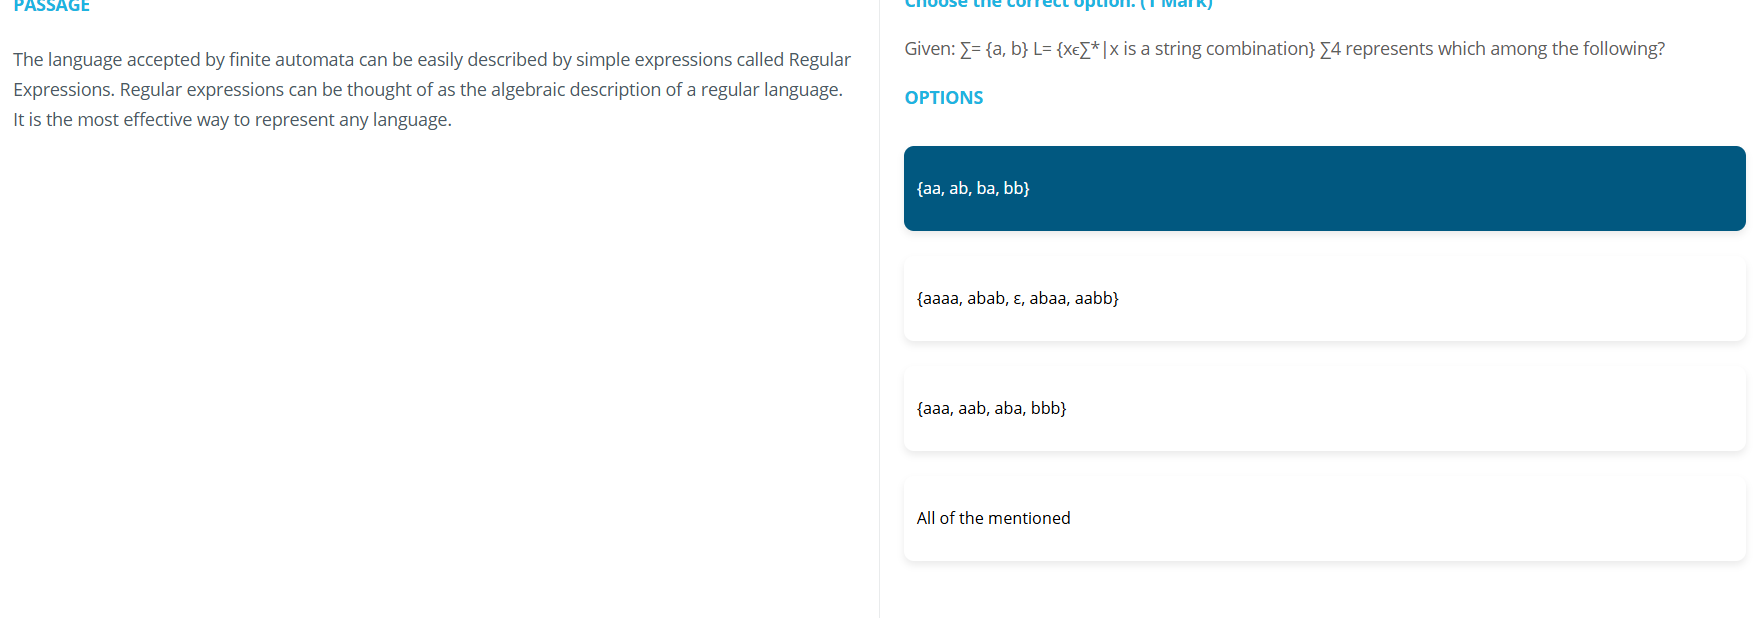 PASSAGE
The language accepted by finite automata can be easily described by simple expressions called Regular
Expressions. Regular expressions can be thought of as the algebraic description of a regular language.
It is the most effective way to represent any language.
Choose the correct option. (1 Mark)
Given: ∑= {a, b} L= {xϵ∑*|x is a string combination} ∑4 represents which among the following?
OPTIONS
{aa, ab, ba, bb}
{aaaa, abab, ε, abaa, aabb}
{aaa, aab, aba, bbb}
All of the mentioned